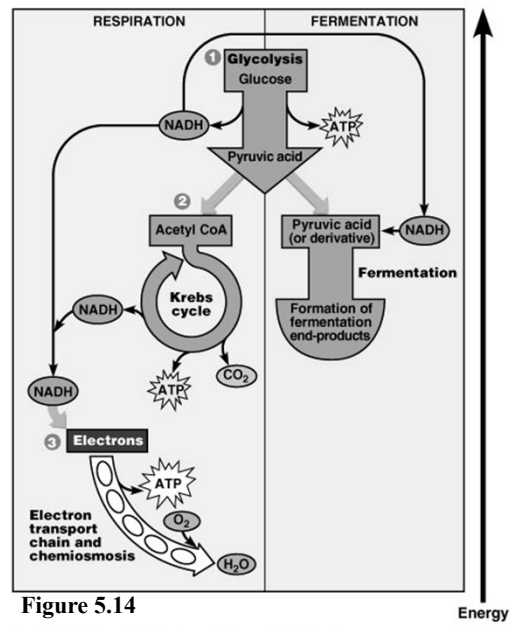 RESPIRATION
FERMENTATION
1
Glycolysis
Glucose
NADH
ATP
Pyruvic acid
2
Acetyl CoA
Pyruvic acid
(or derivative)
NADH
Fermentation
Krebs
cycle
NADH
Formation of
fermentation
end-products
ATP
CO₂
NADH
3
Electrons
ATP
Electron
transport
chain and
chemiosmosis
O₂
H₂O
Figure 5.14
Energy